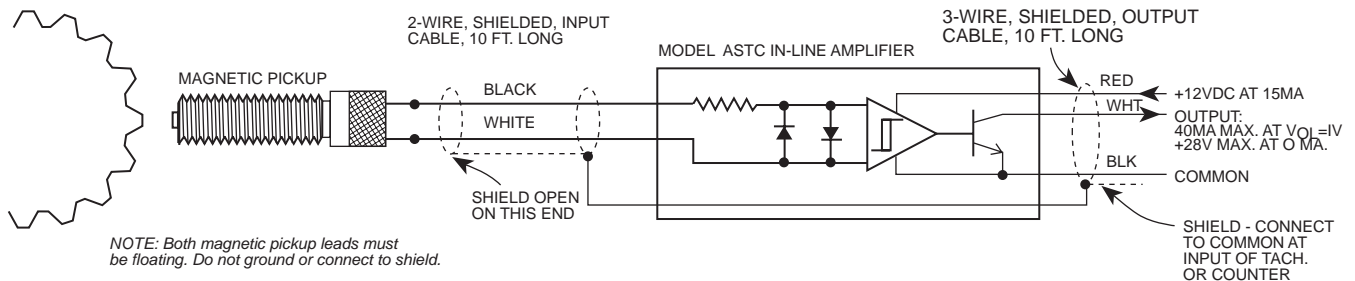 2-WIRE, SHIELDED, INPUT
CABLE, 10 FT. LONG
3-WIRE, SHIELDED, OUTPUT
CABLE, 10 FT. LONG
MODEL ASTC IN-LINE AMPLIFIER
MAGNETIC PICKUP
BLACK
WHITE
RED
+12VDC AT 15MA
WHT
OUTPUT:
40MA MAX. AT VOL=IV
+28V MAX. AT O MA.
BLK
COMMON
SHIELD OPEN
ON THIS END
SHIELD - CONNECT
TO COMMON AT
INPUT OF TACH.
OR COUNTER
NOTE: Both magnetic pickup leads must
be floating. Do not ground or connect to shield.